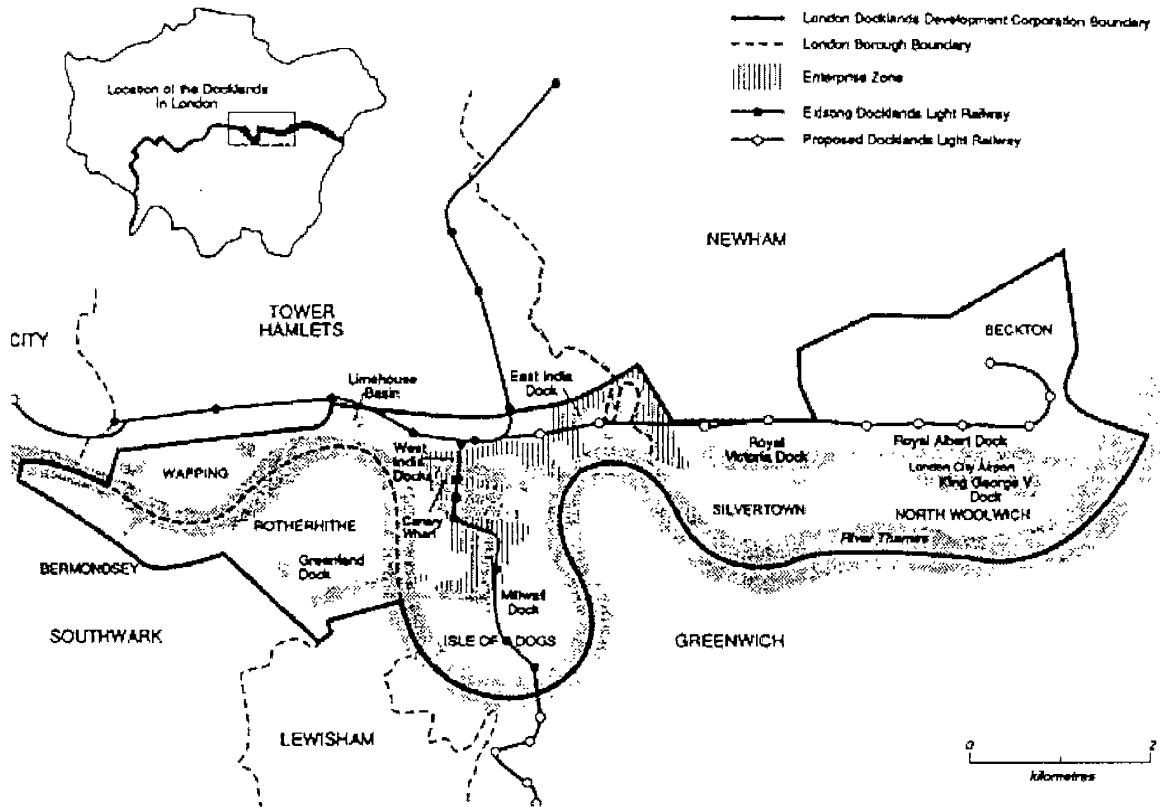 London Docklands Development Corporation Boundary
London Borough Boundary
Enterprise Zone
Existing Docklands Light Railway
Proposed Docklands Light Railway
Location of the Docklands
in London
NEWHAM
TOWER
HAMLETS
CITY
BECKTON
Limehouse
Basin
East India
Dock
West
India
Docks
Royal
Victoria Dock
Royal Albert Dock
London City Airport
King George V
Dock
WAPPING
ROTHERHITHE
Canary
Wharf
SILVERTOWN
NORTH WOOLWICH
River Thames
BERMONDSEY
Greenland
Dock
Millwall
Dock
SOUTHWARK
ISLE OF DOGS
GREENWICH
LEWISHAM
0 2
kilometres